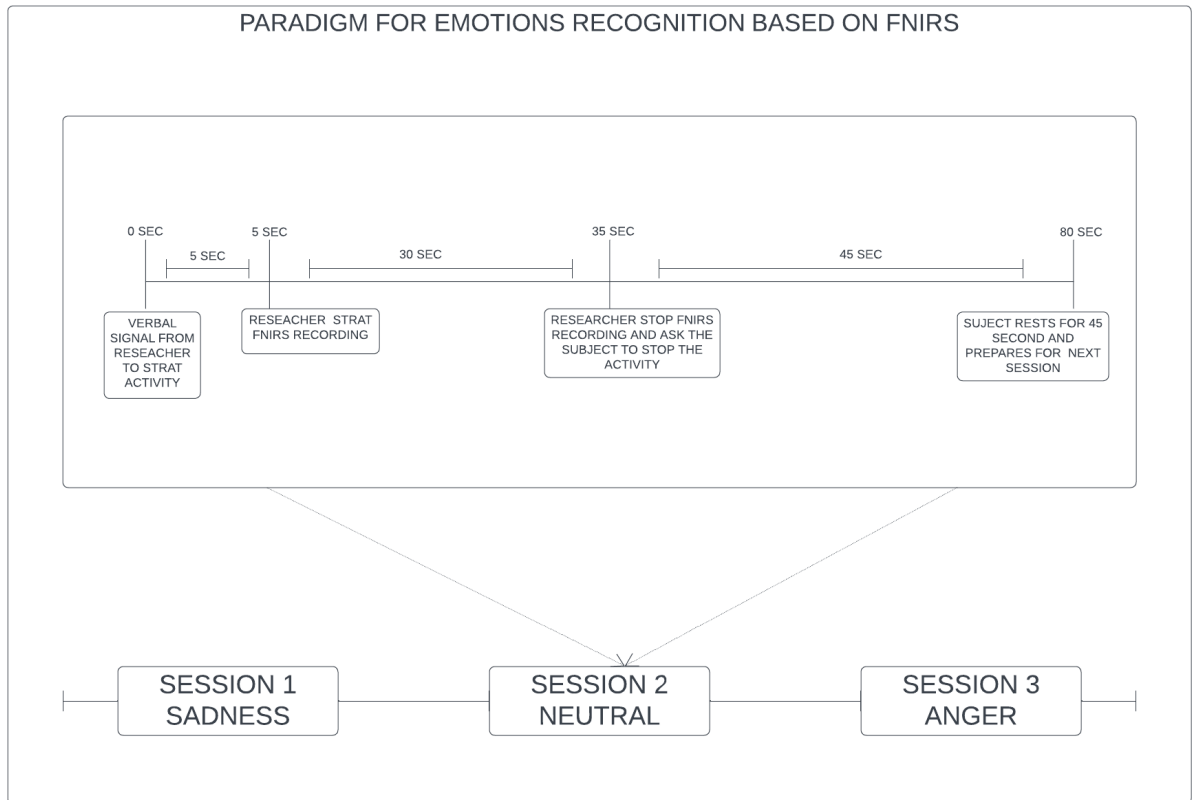 PARADIGM FOR EMOTIONS RECOGNITION BASED ON FNIRS
0 SEC
5 SEC
35 SEC
80 SEC
5 SEC
30 SEC
45 SEC
VERBAL
SIGNAL FROM
RESEACHER
TO STRAT
ACTIVITY
RESEACHER  STRAT
FNIRS RECORDING
RESEARCHER STOP FNIRS
RECORDING AND ASK THE
SUBJECT TO STOP THE
ACTIVITY
SUJECT RESTS FOR 45
SECOND AND
PREPARES FOR  NEXT
SESSION
SESSION 1
SADNESS
SESSION 2
NEUTRAL
SESSION 3
ANGER